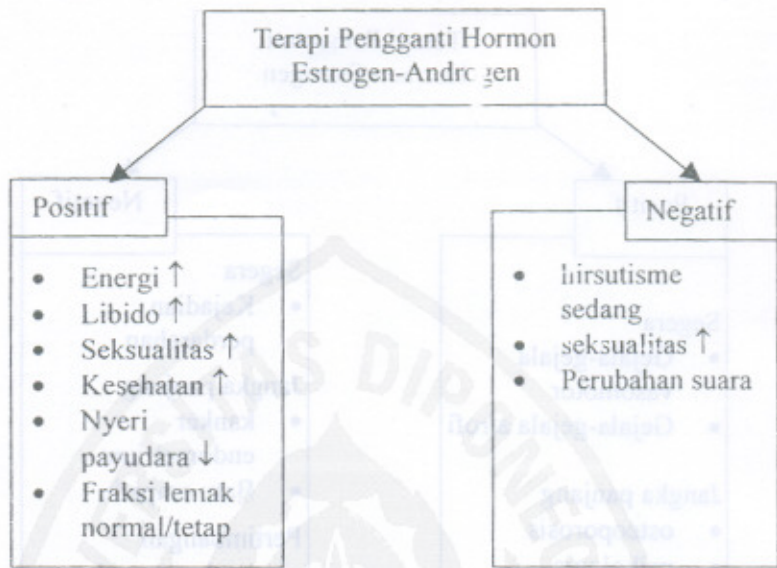 Terapi Pengganti Hormon
Estrogen-Androgen
Positif
• Energi ↑
• Libido ↑
• Seksualitas ↑
• Kesehatan ↑
• Nyeri
payudara ↓
• Fraksi lemak
normal/tetap
Negatif
• hirsutisme
sedang
• seksualitas ↑
• Perubahan suara